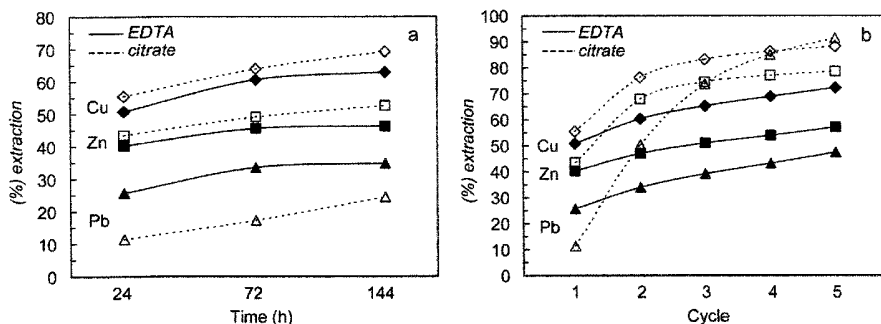 80
70
60
50
40
30
20
10
0
(%) extraction
EDTA
citrate
a
Cu
Zn
Pb
24 72 144
Time (h)
100
90
80
70
60
50
40
30
20
10
0
(%) extraction
EDTA
citrate
b
Cu
Zn
Pb
1 2 3 4 5
Cycle